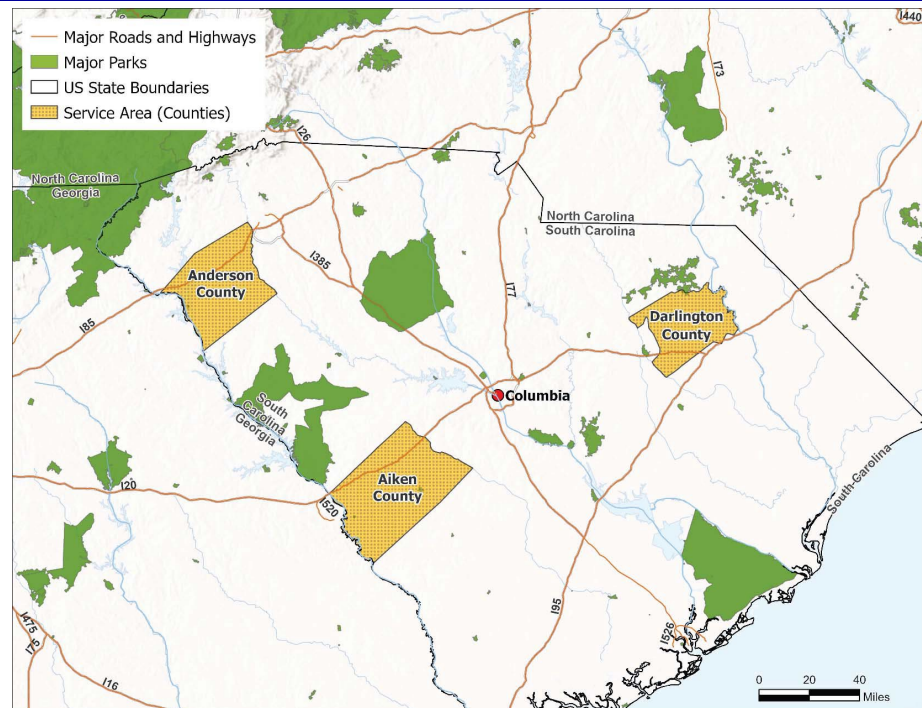 Major Roads and Highways
Major Parks
US State Boundaries
Service Area (Counties)
I440
I73
I26
North Carolina
Georgia
North Carolina
South Carolina
I385
I77
Anderson
County
Darlington
County
I85
Columbia
South
Carolina
Georgia
Aiken
County
I20
I520
South Carolina
I95
I526
I475
I75
I16
0 20 40
Miles